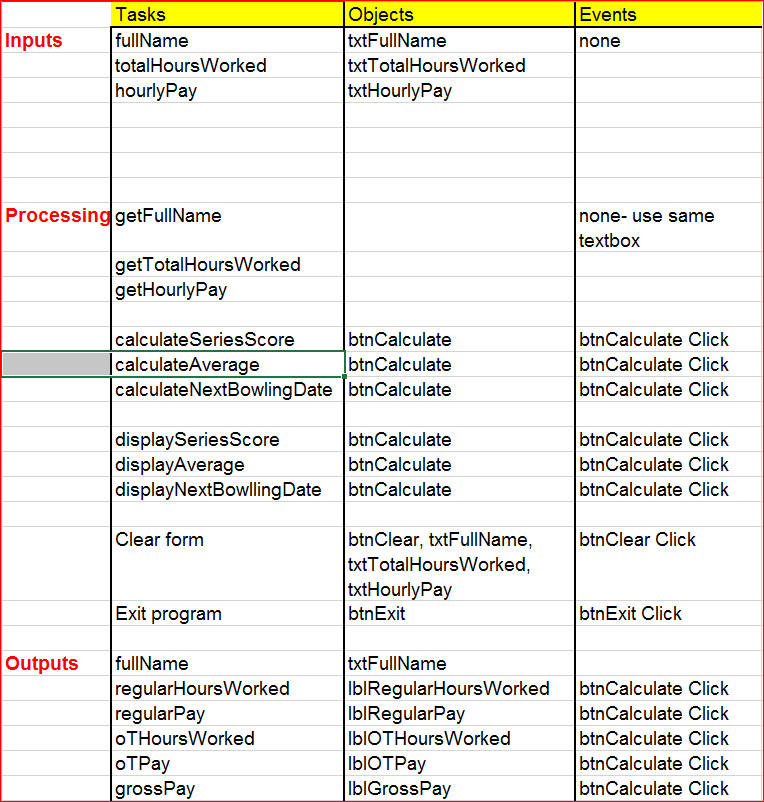 Tasks Objects Events
Inputs fullName txtFullName none
totalHoursWorked txtTotalHoursWorked
hourlyPay txtHourlyPay
Processing getFullName none- use same
textbox
getTotalHoursWorked
getHourlyPay
calculateSeriesScore btnCalculate btnCalculate Click
calculateAverage btnCalculate btnCalculate Click
calculateNextBowlingDate btnCalculate btnCalculate Click
displaySeriesScore btnCalculate btnCalculate Click
displayAverage btnCalculate btnCalculate Click
displayNextBowllingDate btnCalculate btnCalculate Click
Clear form btnClear, txtFullName, btnClear Click
txtTotalHoursWorked,
txtHourlyPay
Exit program btnExit btnExit Click
Outputs fullName txtFullName
regularHoursWorked lblRegularHoursWorked btnCalculate Click
regularPay lblRegularPay btnCalculate Click
oTHoursWorked lblOTHoursWorked btnCalculate Click
oTPay lblOTPay btnCalculate Click
grossPay lblGrossPay btnCalculate Click